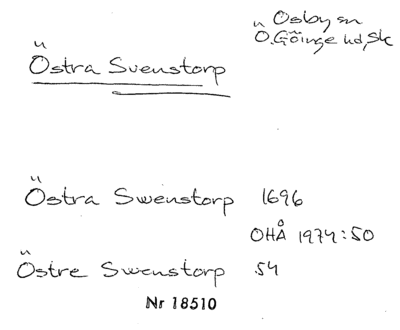 Osby sn
Ö. Göinge hd, Sk
Östra Svenstorp
Östra Swenstorp 1696
OHÅ 1974:50
Östre Swenstorp 54
Nr 18510